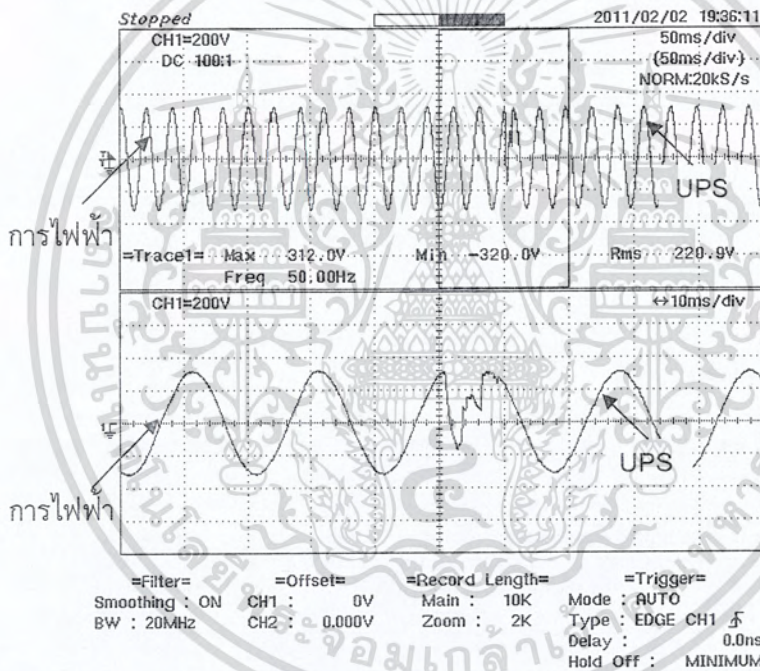 Stopped
2011/02/02 19:36:11
CH1=200V
DC 100:1
50ms/div
(50ms/div)
NORM:20kS/s
UPS
การไฟฟ้า
=Trace1= Max 312.0V Min -320.0V Rms 220.9V
Freq 50.00Hz
CH1=200V
↔10ms/div
UPS
การไฟฟ้า
=Filter= =Offset= =Record Length= =Trigger=
Smoothing : ON CH1 : 0V Main : 10K Mode : AUTO
BW : 20MHz CH2 : 0.000V Zoom : 2K Type : EDGE CH1
Delay : 0.0ns
Hold Off : MINIMUM